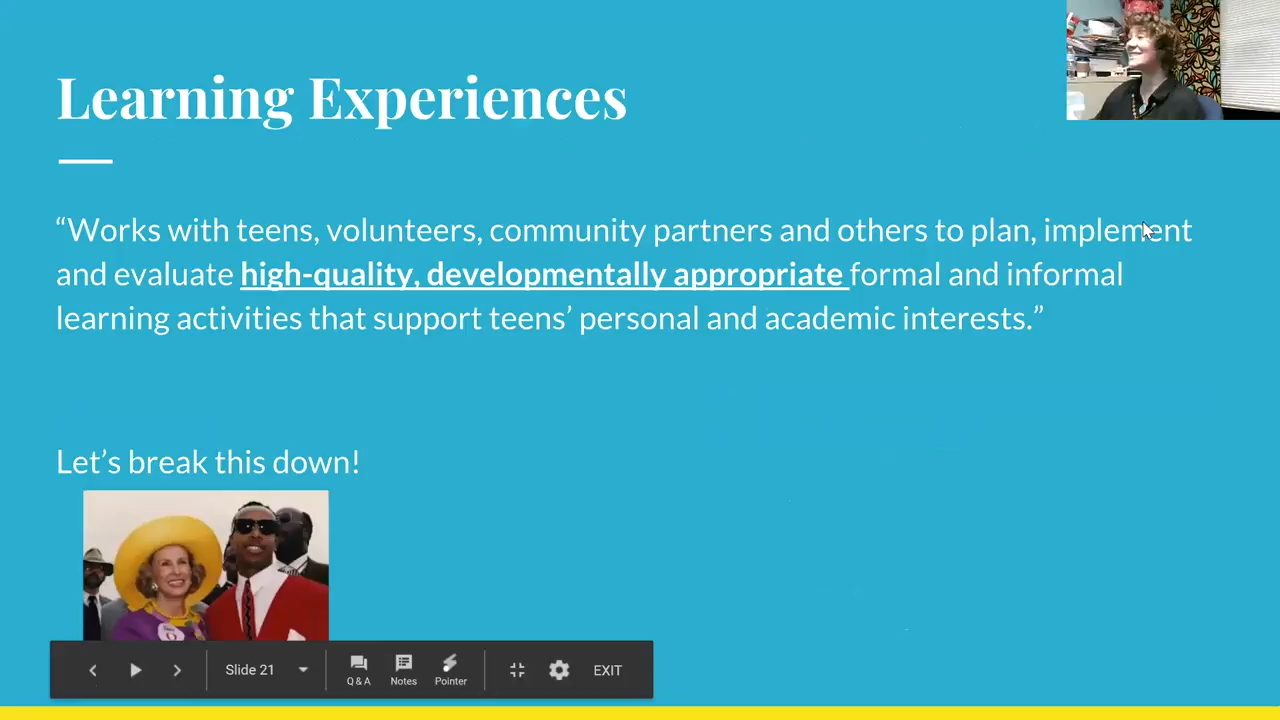 Learning Experiences
“Works with teens, volunteers, community partners and others to plan, implement
and evaluate high-quality, developmentally appropriate formal and informal
learning activities that support teens’ personal and academic interests.”
Let’s break this down!
Slide 21
Q & A
Notes
Pointer
EXIT